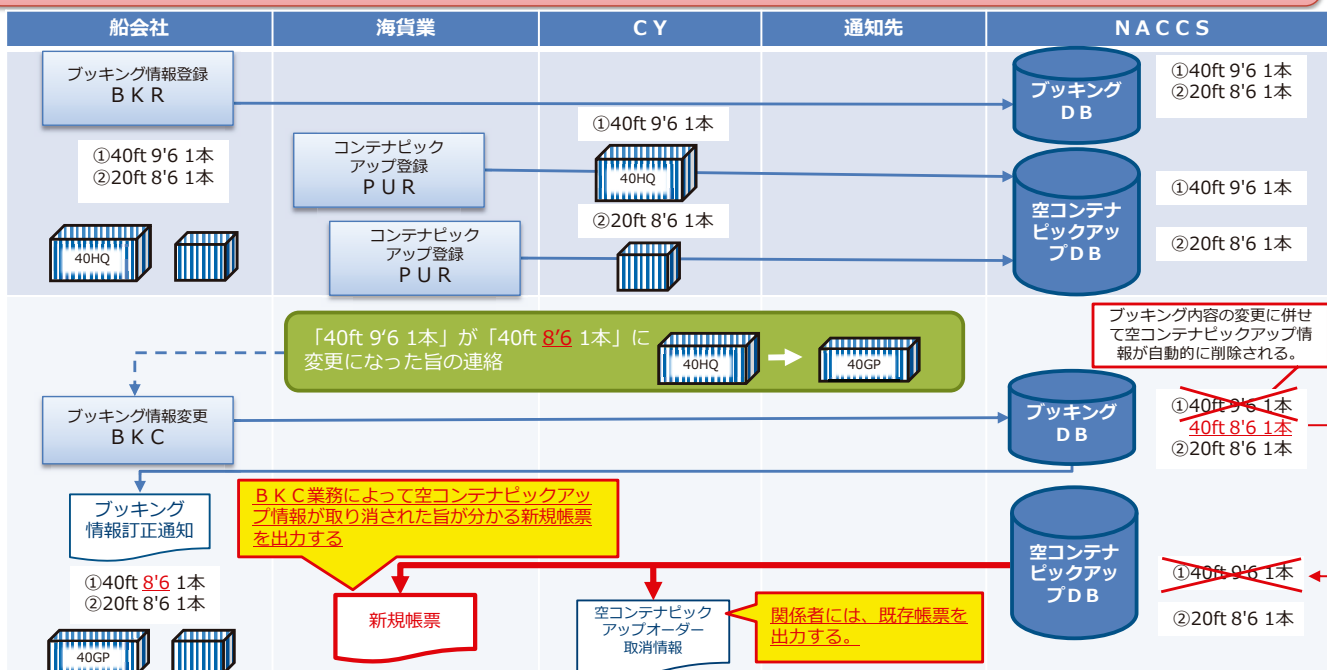 船会社
海貨業
ＣＹ
通知先
ＮＡＣＣＳ
ブッキング情報登録
ＢＫＲ
①40ft 9'6 1本
②20ft 8'6 1本
40HQ
コンテナピック
アップ登録
ＰＵＲ
コンテナピック
アップ登録
ＰＵＲ
①40ft 9'6 1本
40HQ
②20ft 8'6 1本
ブッキング
ＤＢ
①40ft 9'6 1本
②20ft 8'6 1本
空コンテナ
ピックアッ
プＤＢ
①40ft 9'6 1本
②20ft 8'6 1本
「40ft 9‘6 1本」が「40ft 8‘6 1本」に
変更になった旨の連絡
40HQ
40GP
ブッキング内容の変更に併せ
て空コンテナピックアップ情
報が自動的に削除される。
ブッキング情報変更
ＢＫＣ
ブッキング
ＤＢ
①40ft 9'6 1本
40ft 8'6 1本
②20ft 8'6 1本
ブッキング
情報訂正通知
①40ft 8'6 1本
②20ft 8'6 1本
40GP
ＢＫＣ業務によって空コンテナピックアッ
プ情報が取り消された旨が分かる新規帳票
を出力する
新規帳票
空コンテナピック
アップオーダー
取消情報
関係者には、既存帳票を
出力する。
空コンテナ
ピックアッ
プＤＢ
①40ft 9'6 1本
②20ft 8'6 1本